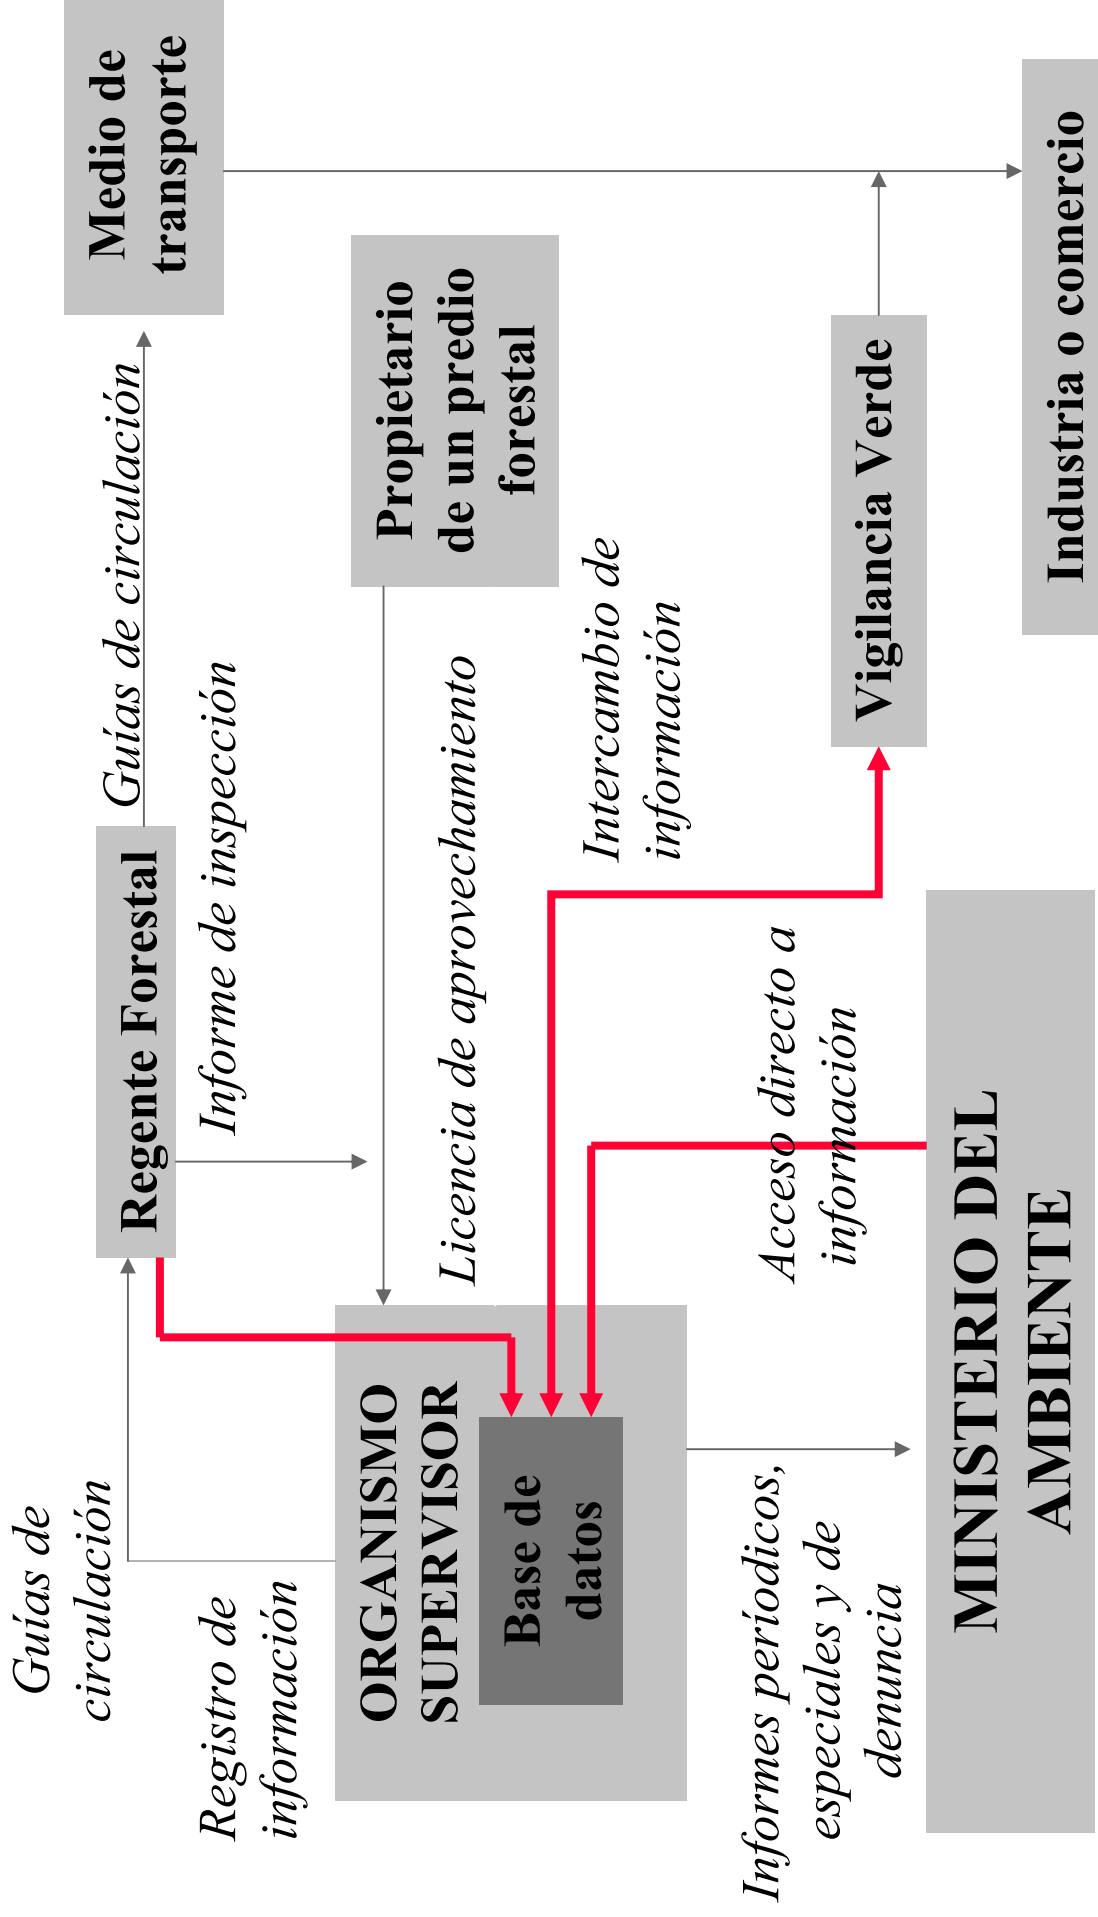 Guías de
circulación
Regente Forestal
Guías de circulación
Medio de
transporte
Registro de
información
Informe de inspección
ORGANISMO
SUPERVISOR
Base de
datos
Licencia de aprovechamiento
Propietario
de un predio
forestal
Intercambio de
información
Informes períodicos,
especiales y de
denuncia
Acceso directo a
información
Vigilancia Verde
MINISTERIO DEL
AMBIENTE
Industria o comercio